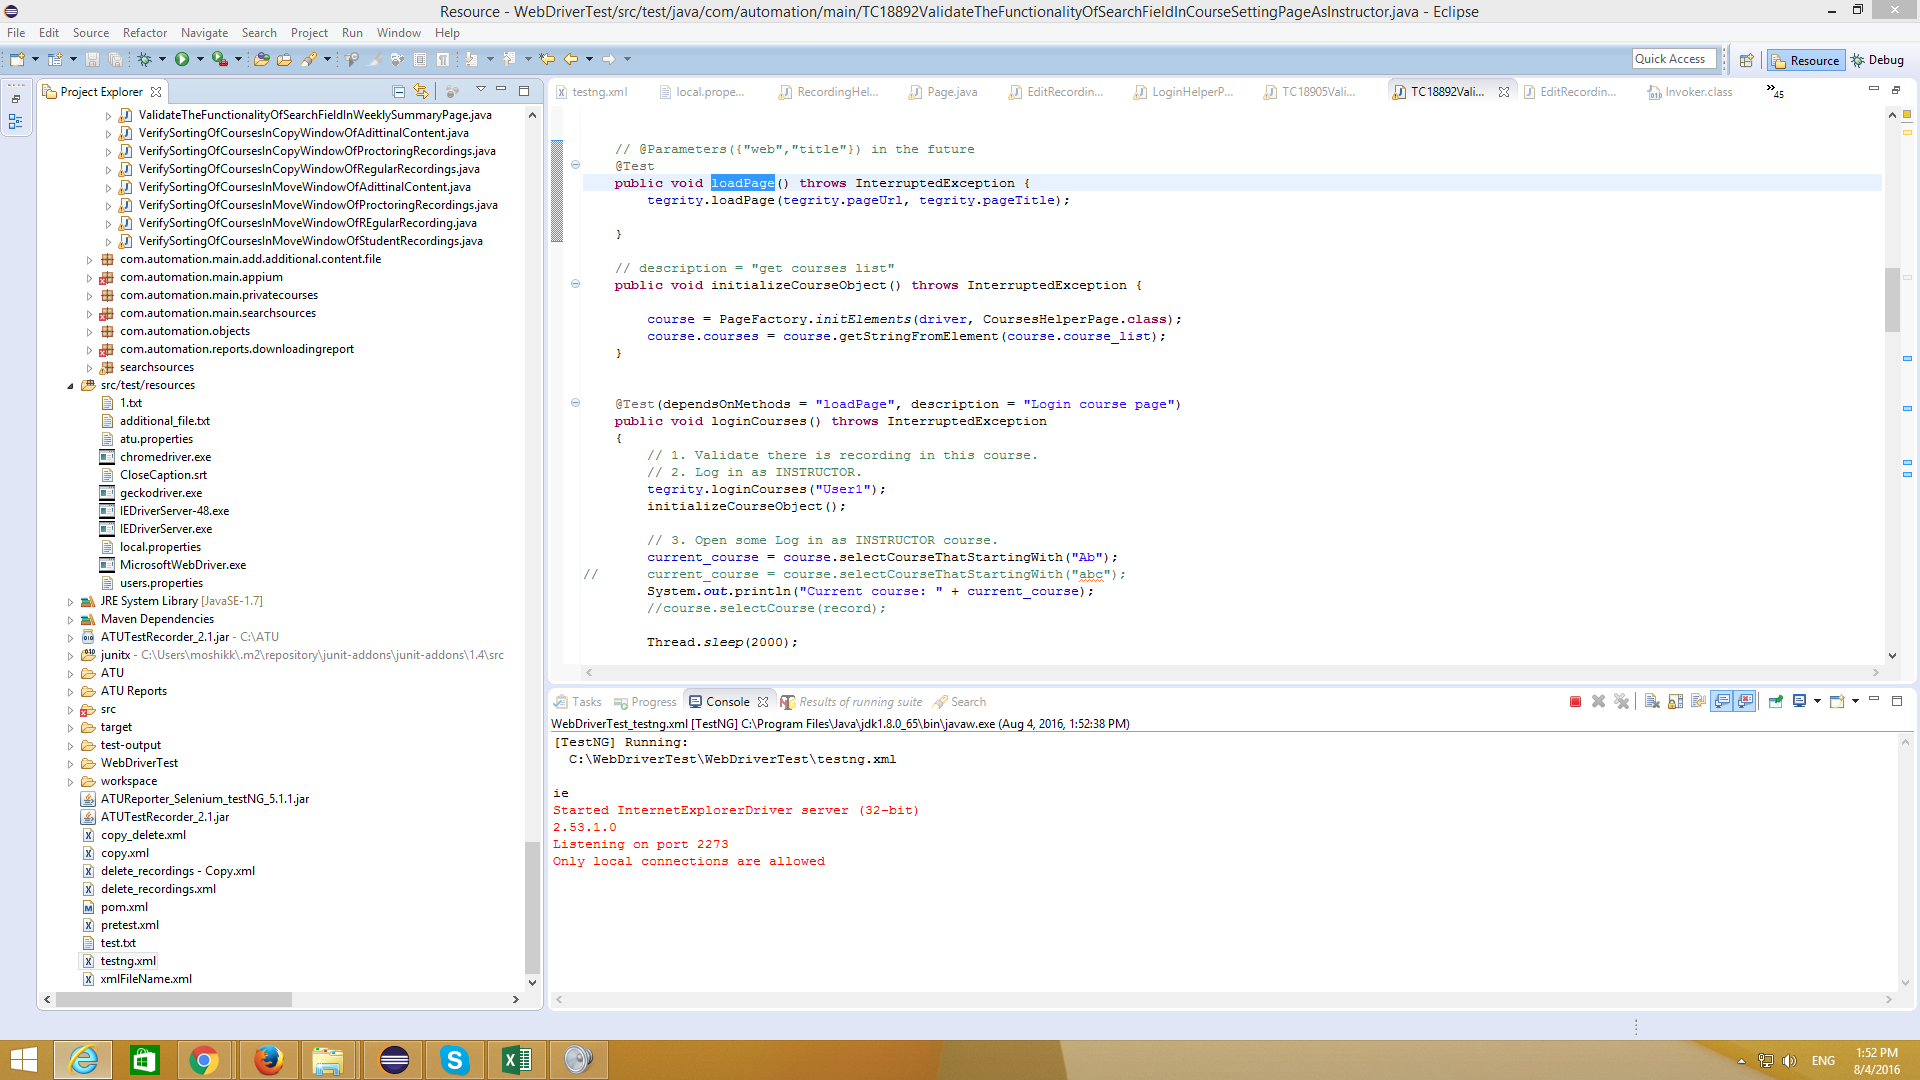 Resource - WebDriverTest/src/test/java/com/automation/main/TC18892ValidateTheFunctionalityOfSearchFieldInCourseSettingPageAsInstructor.java - Eclipse
File Edit Source Refactor Navigate Search Project Run Window Help
Quick Access Resource Debug
Project Explorer
testng.xml local.prope... RecordingHel... Page.java EditRecordin... LoginHelperP... TC18905Vali... TC18892Vali... EditRecordin... Invoker.class »45
ValidateTheFunctionalityOfSearchFieldInWeeklySummaryPage.java
VerifySortingOfCoursesInCopyWindowOfAdittinalContent.java
VerifySortingOfCoursesInCopyWindowOfProctoringRecordings.java
VerifySortingOfCoursesInCopyWindowOfRegularRecordings.java
VerifySortingOfCoursesInMoveWindowOfAdittinalContent.java
VerifySortingOfCoursesInMoveWindowOfProctoringRecordings.java
VerifySortingOfCoursesInMoveWindowOfREgularRecording.java
VerifySortingOfCoursesInMoveWindowOfStudentRecordings.java
com.automation.main.add.additional.content.file
com.automation.main.appium
com.automation.main.privatecourses
com.automation.main.searchsources
com.automation.objects
com.automation.reports.downloadingreport
searchsources
src/test/resources
1.txt
additional_file.txt
atu.properties
chromedriver.exe
CloseCaption.srt
geckodriver.exe
IEDriverServer-48.exe
IEDriverServer.exe
local.properties
MicrosoftWebDriver.exe
users.properties
JRE System Library [JavaSE-1.7]
Maven Dependencies
ATUTestRecorder_2.1.jar - C:\ATU
junitx - C:\Users\moshikk\.m2\repository\junit-addons\junit-addons\1.4\src
ATU
ATU Reports
src
target
test-output
WebDriverTest
workspace
ATUReporter_Selenium_testNG_5.1.1.jar
ATUTestRecorder_2.1.jar
copy_delete.xml
copy.xml
delete_recordings - Copy.xml
delete_recordings.xml
pom.xml
pretest.xml
test.txt
testng.xml
xmlFileName.xml
// @Parameters({"web","title"}) in the future
@Test
public void loadPage() throws InterruptedException {
tegrity.loadPage(tegrity.pageUrl, tegrity.pageTitle);
}
// description = "get courses list"
public void initializeCourseObject() throws InterruptedException {
course = PageFactory.initElements(driver, CoursesHelperPage.class);
course.courses = course.getStringFromElement(course.course_list);
}
@Test(dependsOnMethods = "loadPage", description = "Login course page")
public void loginCourses() throws InterruptedException
{
// 1. Validate there is recording in this course.
// 2. Log in as INSTRUCTOR.
tegrity.loginCourses("User1");
initializeCourseObject();
// 3. Open some Log in as INSTRUCTOR course.
current_course = course.selectCourseThatStartingWith("Ab");
// current_course = course.selectCourseThatStartingWith("abc");
System.out.println("Current course: " + current_course);
//course.selectCourse(record);
Thread.sleep(2000);
Tasks Progress Console Results of running suite Search
WebDriverTest_testng.xml [TestNG] C:\Program Files\Java\jdk1.8.0_65\bin\javaw.exe (Aug 4, 2016, 1:52:38 PM)
[TestNG] Running:
C:\WebDriverTest\WebDriverTest\testng.xml
ie
Started InternetExplorerDriver server (32-bit)
2.53.1.0
Listening on port 2273
Only local connections are allowed
ENG
1:52 PM
8/4/2016